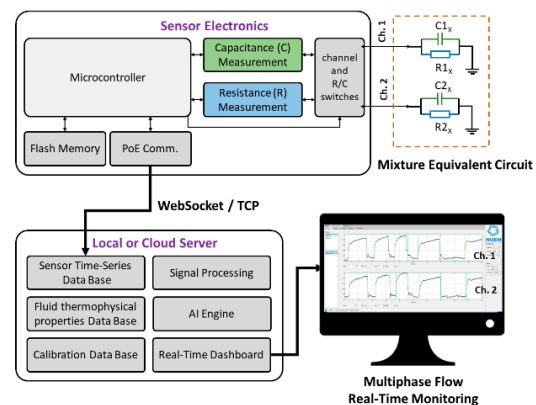 Sensor Electronics
Microcontroller
Capacitance (C)
Measurement
Resistance (R)
Measurement
channel
and
R/C
switches
Flash Memory
PoE Comm.
Ch. 1
Ch. 2
C1x
R1x
C2x
R2x
Mixture Equivalent Circuit
WebSocket / TCP
Local or Cloud Server
Sensor Time-Series
Data Base
Signal Processing
Fluid thermophysical
properties Data Base
AI Engine
Calibration Data Base
Real-Time Dashboard
NUEM
Ch. 1
Ch. 2
Multiphase Flow
Real-Time Monitoring